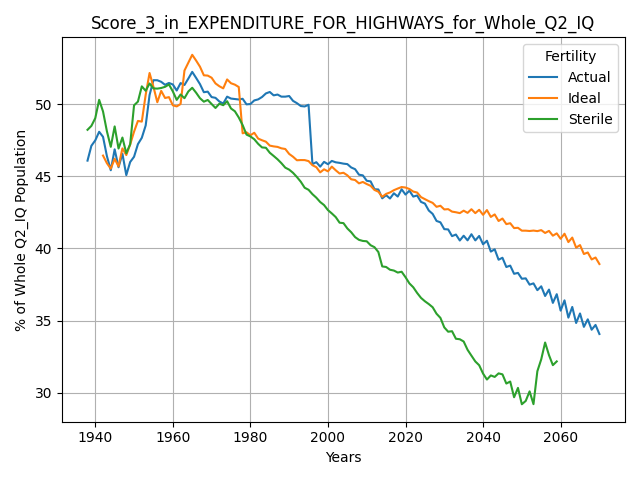 Score_3_in_EXPENDITURE_FOR_HIGHWAYS_for_Whole_Q2_IQ
Fertility
Actual
Ideal
Sterile
% of Whole Q2_IQ Population
50
45
40
35
30
1940
1960
1980
2000
2020
2040
2060
Years